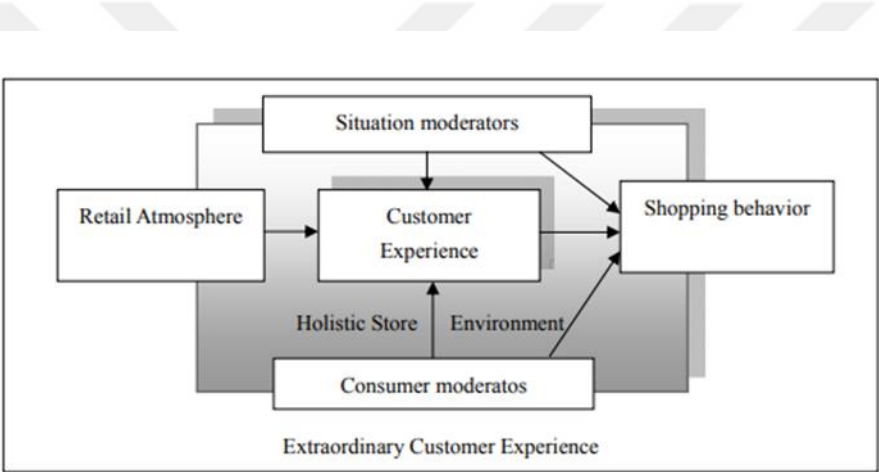 Situation moderators
Retail Atmosphere
Customer
Experience
Shopping behavior
Holistic Store Environment
Consumer moderatos
Extraordinary Customer Experience